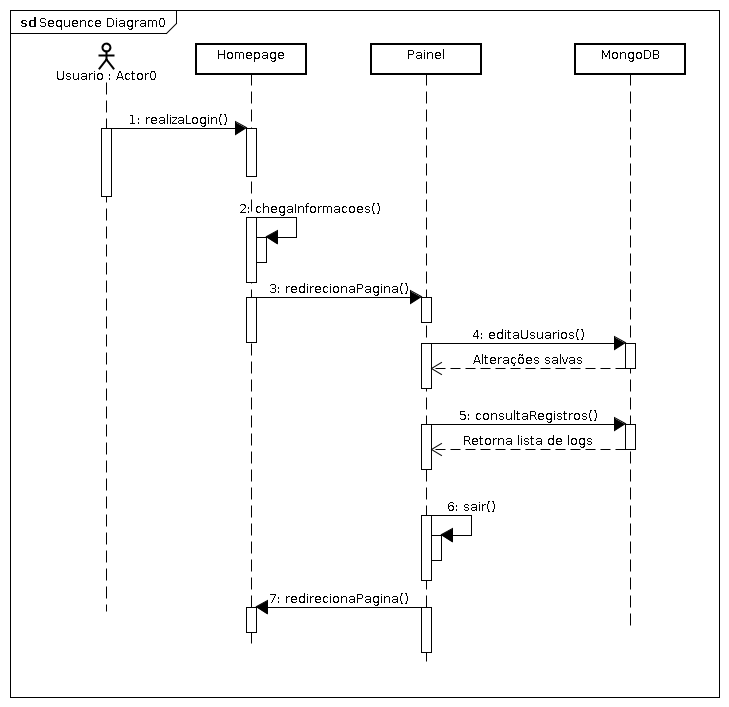 sd Sequence Diagram0
Usuario : Actor0
Homepage
Painel
MongoDB
1: realizaLogin()
2: chegaInformacoes()
3: redirecionaPagina()
4: editaUsuarios()
Alterações salvas
5: consultaRegistros()
Retorna lista de logs
6: sair()
7: redirecionaPagina()